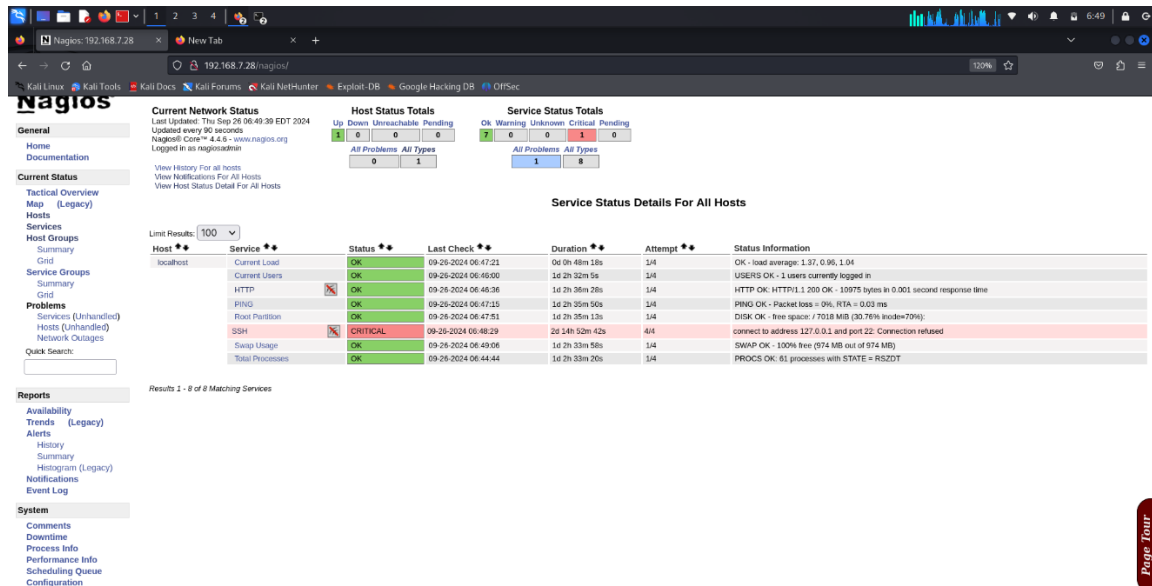 1 2 3 4
6:49
Nagios: 192.168.7.28
New Tab
192.168.7.28/nagios/
120%
Kali Linux Kali Tools Kali Docs Kali Forums Kali NetHunter Exploit-DB Google Hacking DB OffSec
Nagios®
General
Home
Documentation
Current Status
Tactical Overview
Map (Legacy)
Hosts
Services
Host Groups
Summary
Grid
Service Groups
Summary
Grid
Problems
Services (Unhandled)
Hosts (Unhandled)
Network Outages
Quick Search:
Reports
Availability
Trends (Legacy)
Alerts
History
Summary
Histogram (Legacy)
Notifications
Event Log
System
Comments
Downtime
Process Info
Performance Info
Scheduling Queue
Configuration
Current Network Status
Last Updated: Thu Sep 26 06:49:39 EDT 2024
Updated every 90 seconds
Nagios® Core™ 4.4.6 - www.nagios.org
Logged in as nagiosadmin
View History For all hosts
View Notifications For All Hosts
View Host Status Detail For All Hosts
Host Status Totals
Up Down Unreachable Pending
1 0 0 0
All Problems All Types
0 1
Service Status Totals
Ok Warning Unknown Critical Pending
7 0 0 1 0
All Problems All Types
1 8
Service Status Details For All Hosts
Limit Results: 100
Host Service Status Last Check Duration Attempt Status Information
localhost Current Load OK 09-26-2024 06:47:21 0d 0h 48m 18s 1/4 OK - load average: 1.37, 0.96, 1.04
Current Users OK 09-26-2024 06:46:00 1d 2h 32m 5s 1/4 USERS OK - 1 users currently logged in
HTTP OK 09-26-2024 06:46:36 1d 2h 36m 28s 1/4 HTTP OK: HTTP/1.1 200 OK - 10975 bytes in 0.001 second response time
PING OK 09-26-2024 06:47:15 1d 2h 35m 50s 1/4 PING OK - Packet loss = 0%, RTA = 0.03 ms
Root Partition OK 09-26-2024 06:47:51 1d 2h 35m 13s 1/4 DISK OK - free space: / 7018 MiB (30.76% inode=70%):
SSH CRITICAL 09-26-2024 06:48:29 2d 14h 52m 42s 4/4 connect to address 127.0.0.1 and port 22: Connection refused
Swap Usage OK 09-26-2024 06:49:06 1d 2h 33m 58s 1/4 SWAP OK - 100% free (974 MB out of 974 MB)
Total Processes OK 09-26-2024 06:44:44 1d 2h 33m 20s 1/4 PROCS OK: 61 processes with STATE = RSZDT
Results 1 - 8 of 8 Matching Services
Page Tour